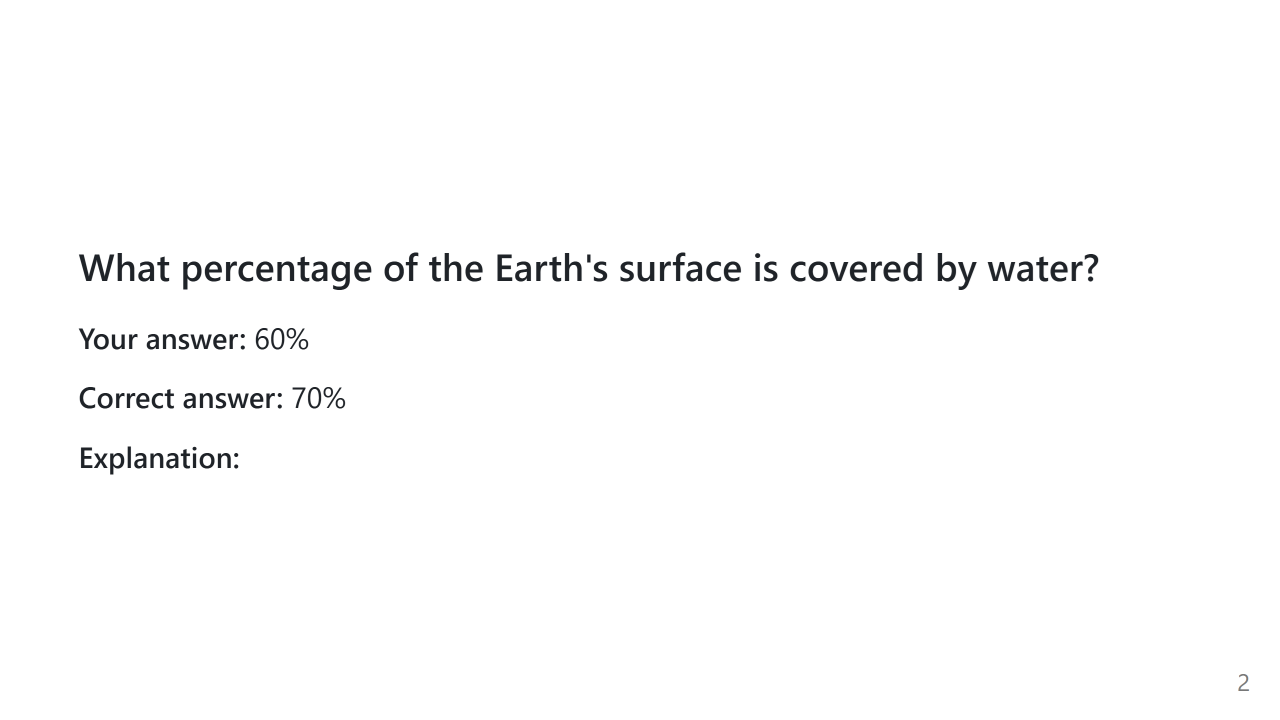 What percentage of the Earth's surface is covered by water?
Your answer: 60%
Correct answer: 70%
Explanation:
2